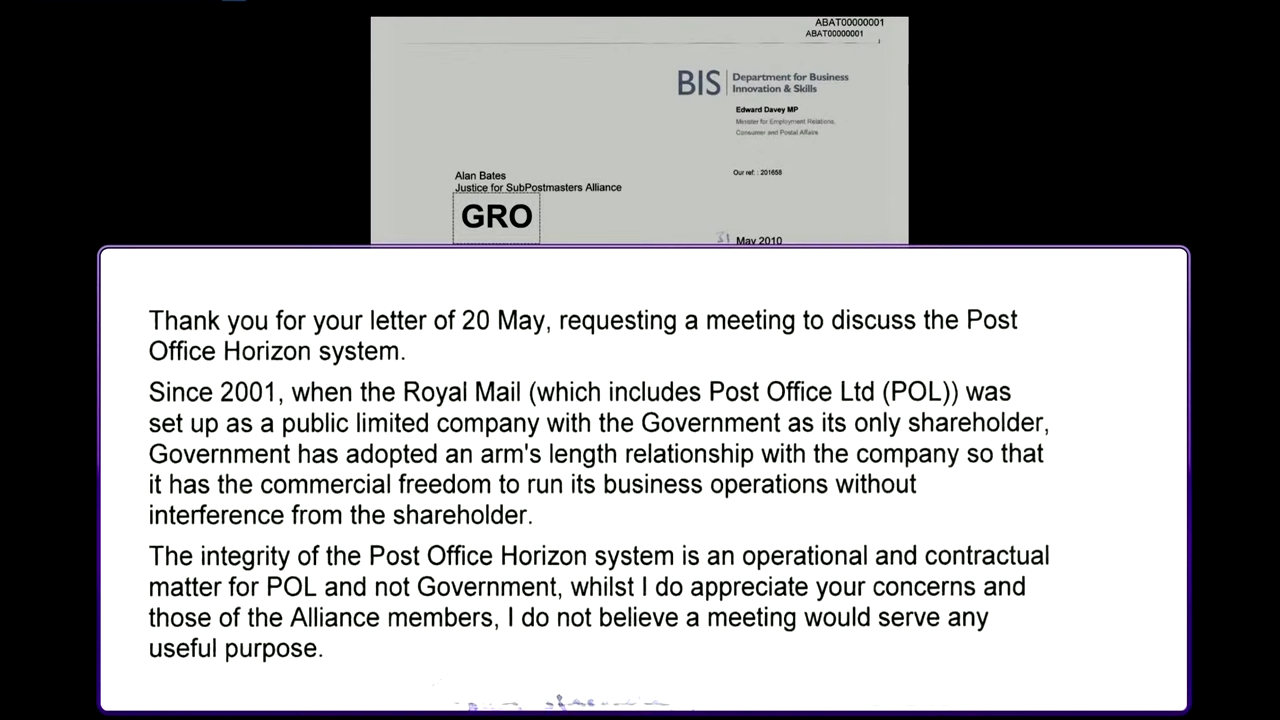 ABAT00000001
ABAT00000001
BIS
Department for Business
Innovation & Skills
Edward Davey MP
Minister for Employment Relations,
Consumer and Postal Affairs
Our ref. : 201658
Alan Bates
Justice for SubPostmasters Alliance
GRO
31 May 2010
Thank you for your letter of 20 May, requesting a meeting to discuss the Post
Office Horizon system.
Since 2001, when the Royal Mail (which includes Post Office Ltd (POL)) was
set up as a public limited company with the Government as its only shareholder,
Government has adopted an arm's length relationship with the company so that
it has the commercial freedom to run its business operations without
interference from the shareholder.
The integrity of the Post Office Horizon system is an operational and contractual
matter for POL and not Government, whilst I do appreciate your concerns and
those of the Alliance members, I do not believe a meeting would serve any
useful purpose.